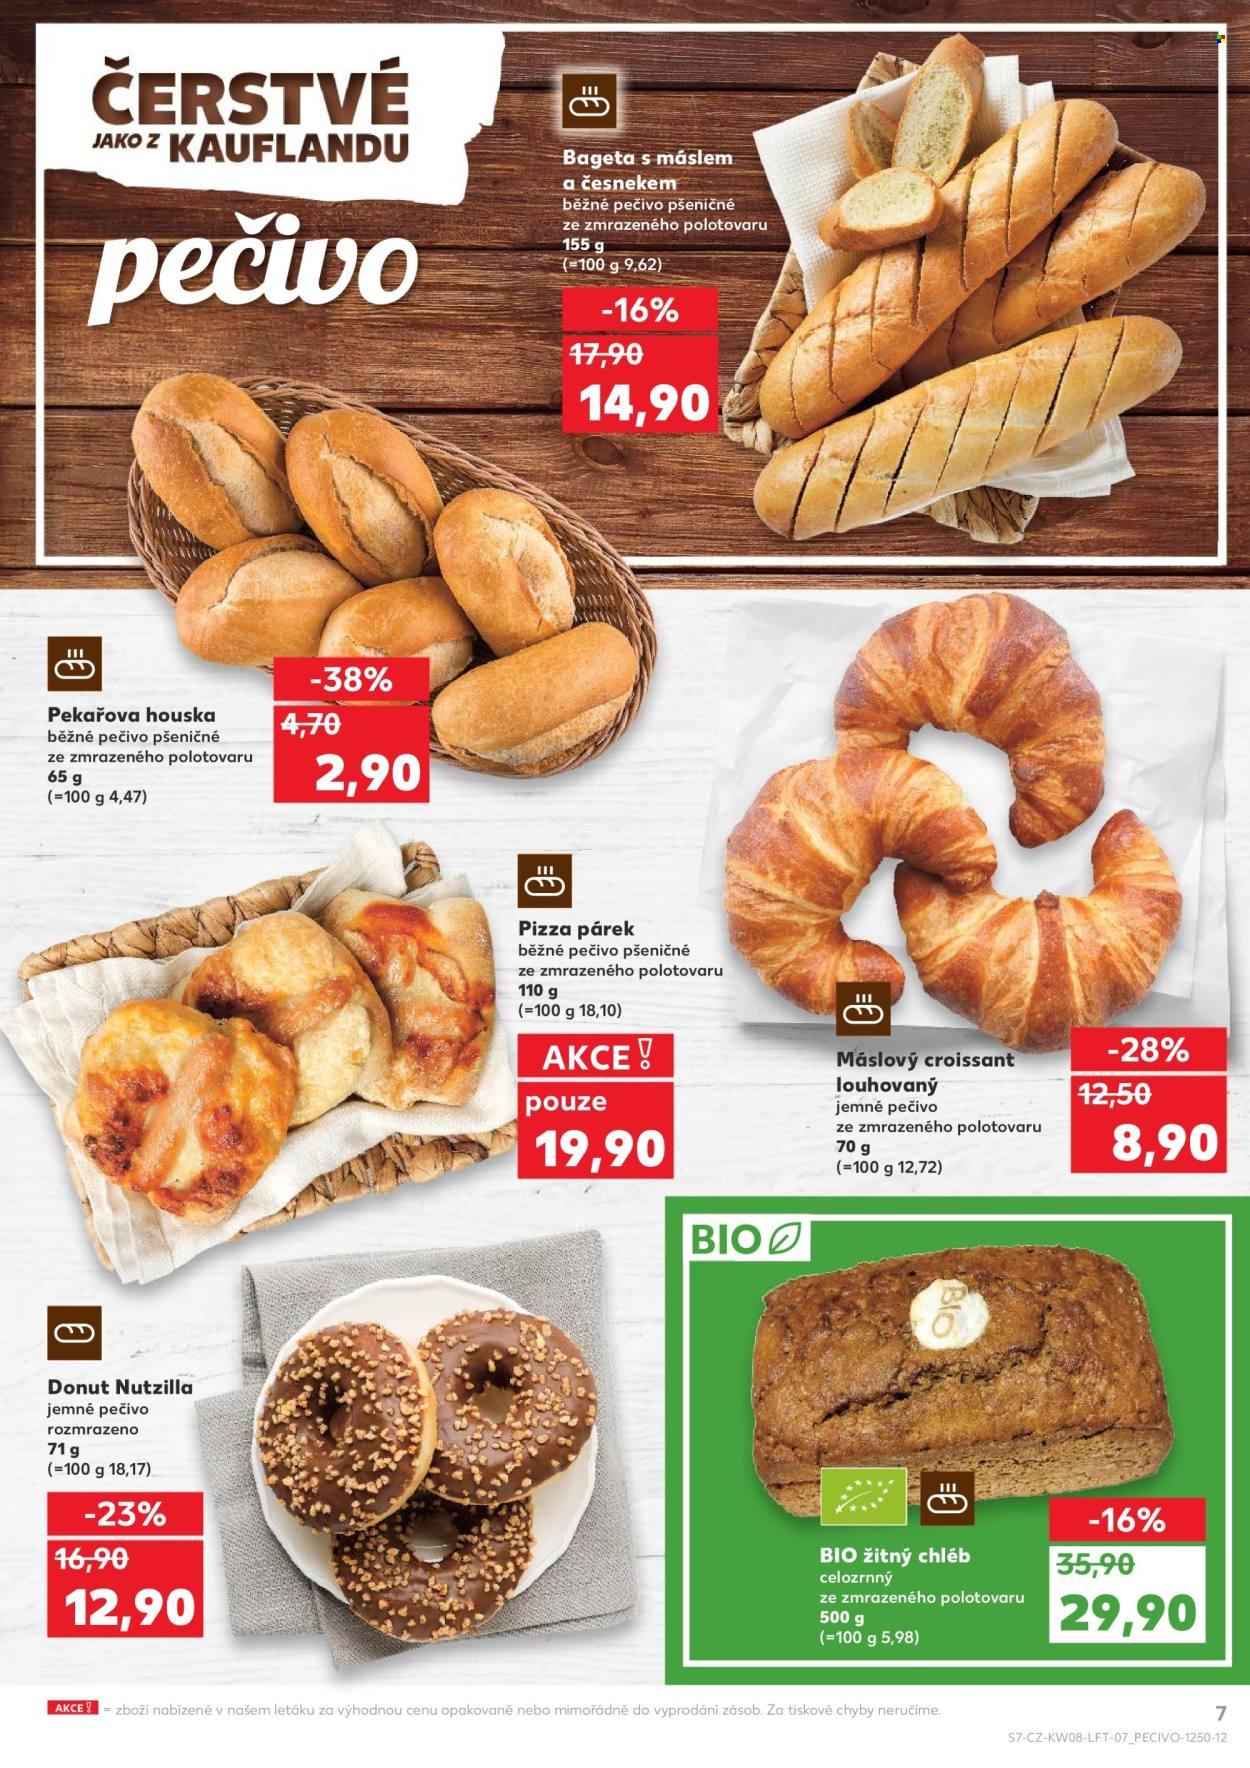 ČERSTVÉ
JAKO Z KAUFLANDU
pečivo
Bageta s máslem
a česnekem
běžné pečivo pšeničné
ze zmrazeného polotovaru
155 g
(=100 g 9,62)
-16%
17,90
14,90
Pekařova houska
běžné pečivo pšeničné
ze zmrazeného polotovaru
65 g
(=100 g 4,47)
-38%
4,70
2,90
Pizza párek
běžné pečivo pšeničné
ze zmrazeného polotovaru
110 g
(=100 g 18,10)
AKCE!
pouze
19,90
Máslový croissant
louhovaný
jemné pečivo
ze zmrazeného polotovaru
70 g
(=100 g 12,72)
-28%
12,50
8,90
Donut Nutzilla
jemné pečivo
rozmrazeno
71 g
(=100 g 18,17)
-23%
16,90
12,90
BIO
BIO
BIO žitný chléb
celozrnný
ze zmrazeného polotovaru
500 g
(=100 g 5,98)
-16%
35,90
29,90
AKCE! = zboží nabízené v našem letáku za výhodnou cenu opakovaně nebo mimořádně do vyprodání zásob. Za tiskové chyby neručíme.
7
S7-CZ-KW08-LFT-07_PECIVO-1250-12